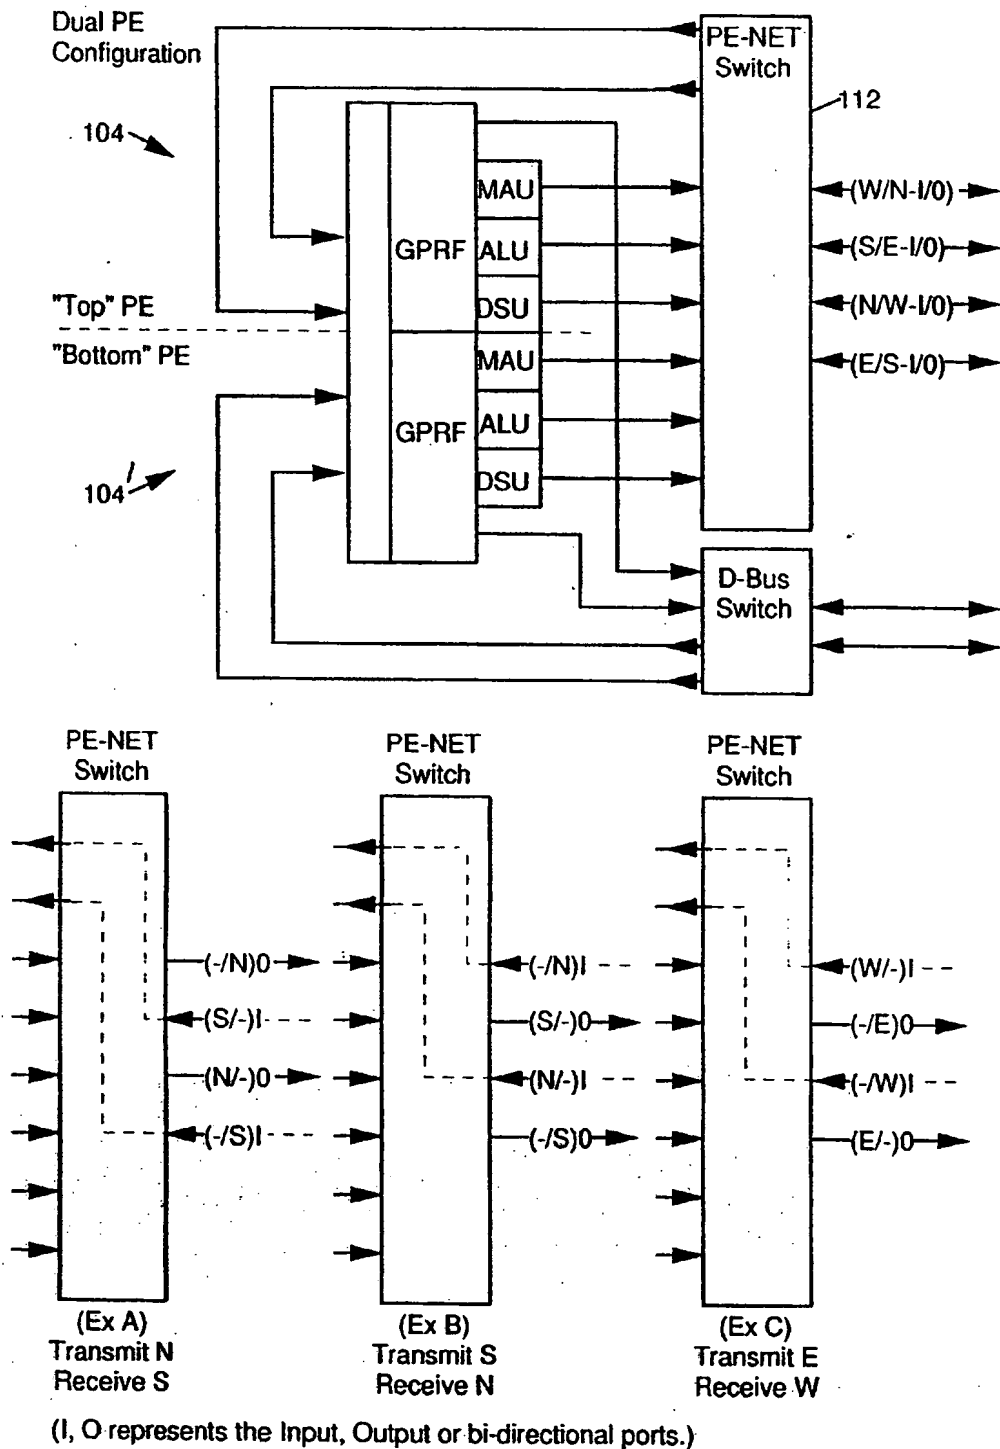 Dual PE
Configuration
PE-NET
Switch
112
104
MAU
(W/N-I/0)
GPRF
ALU
(S/E-I/0)
"Top" PE
DSU
(N/W-I/0)
"Bottom" PE
MAU
(E/S-I/0)
GPRF
ALU
104'
DSU
D-Bus
Switch
PE-NET
Switch
PE-NET
Switch
PE-NET
Switch
(-/N)0
(S/-)I
(N/-)0
(-/S)I
(-/N)I
(S/-)0
(N/-)I
(-/S)0
(W/-)I
(-/E)0
(-/W)I
(E/-)0
(Ex A)
Transmit N
Receive S
(Ex B)
Transmit S
Receive N
(Ex C)
Transmit E
Receive W
(I, O represents the Input, Output or bi-directional ports.)